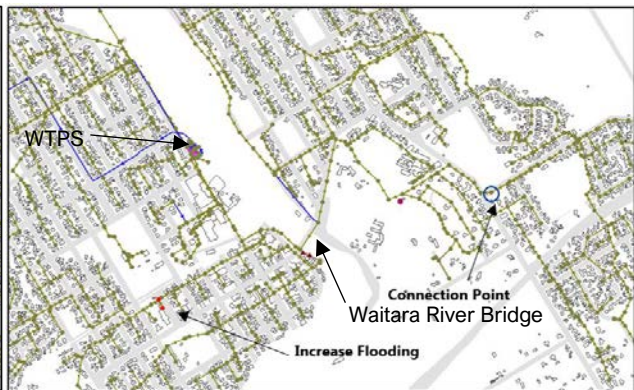 WTPS
Connection Point
Waitara River Bridge
Increase Flooding